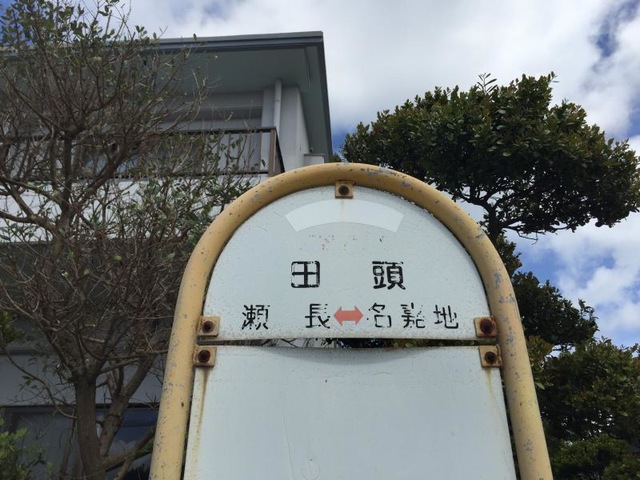 田 頭
瀬 長 ↔ 名嘉地